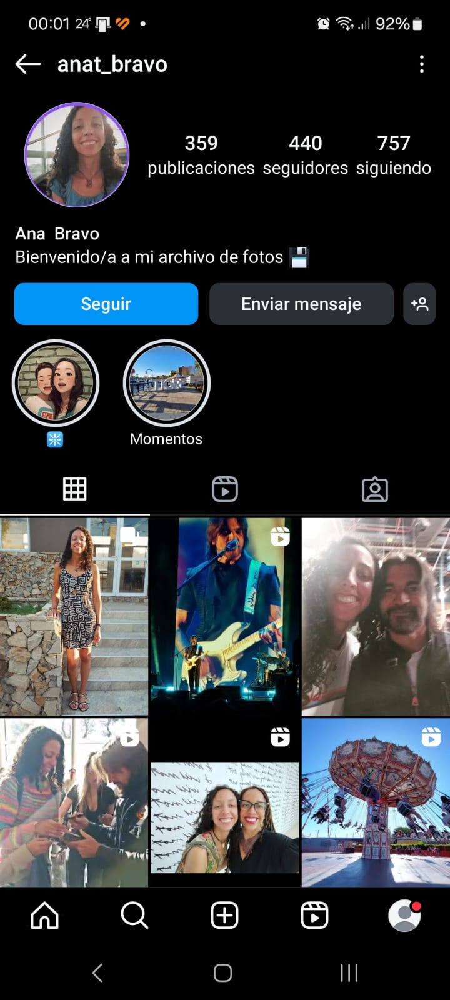 00:01 24°
92%
anat_bravo
359 440 757
publicaciones seguidores siguiendo
Ana Bravo
Bienvenido/a a mi archivo de fotos
Seguir Enviar mensaje
TIGRE
Momentos